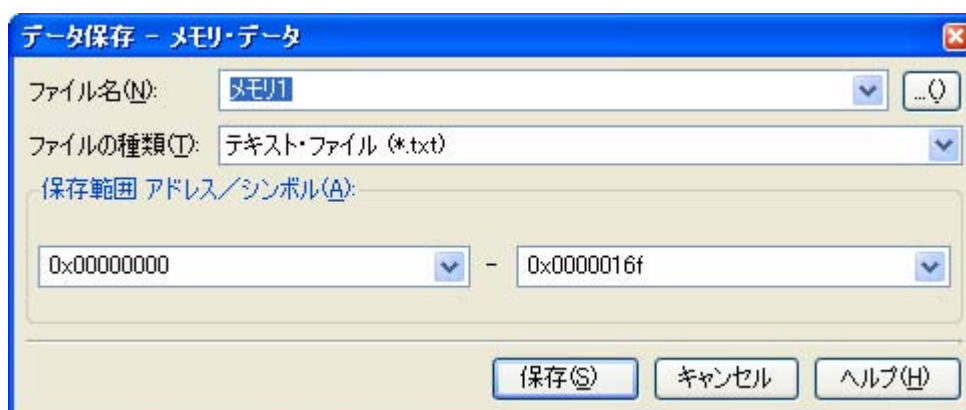 データ保存 - メモリ・データ
ファイル名(N): メモリ1 ...()
ファイルの種類(T): テキスト・ファイル (*.txt)
保存範囲 アドレス／シンボル(A):
0x00000000 - 0x0000016f
保存(S) キャンセル ヘルプ(H)